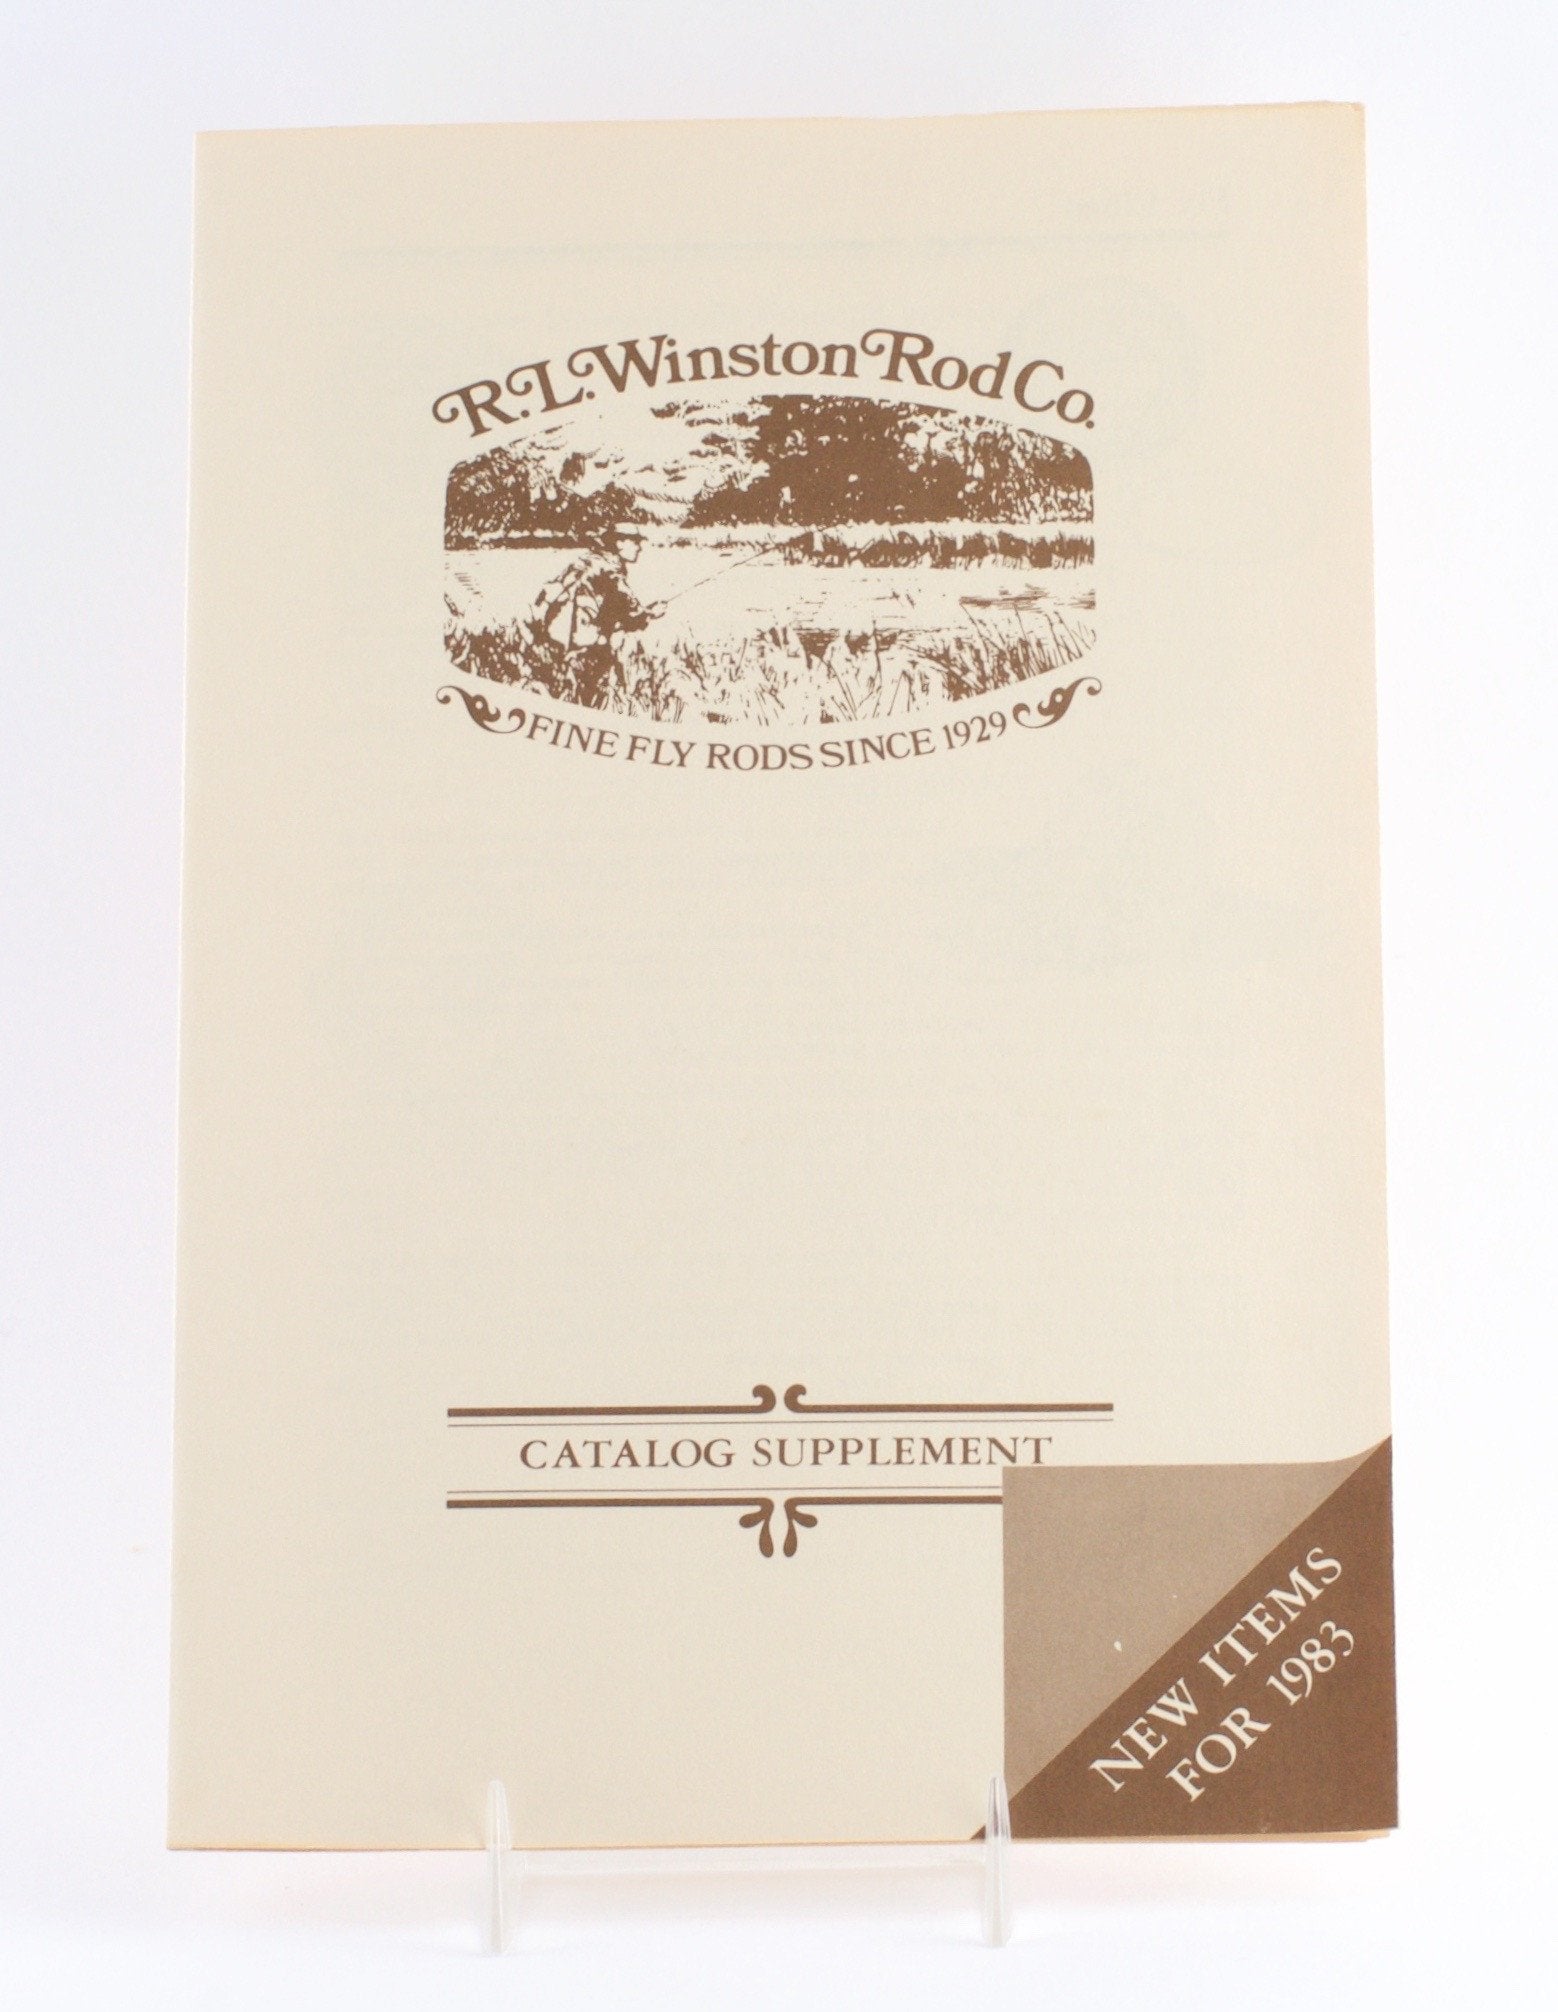 R.L. Winston Rod Co.
FINE FLY RODS SINCE 1929
CATALOG SUPPLEMENT
NEW ITEMS
FOR 1983